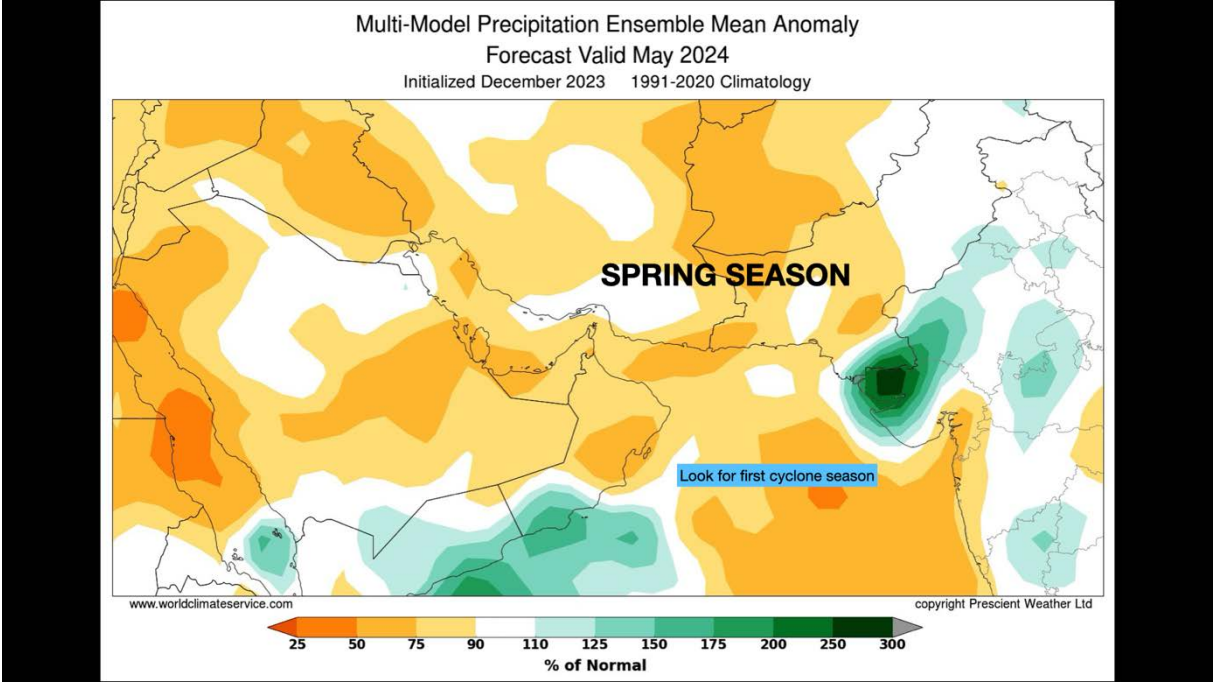 Multi-Model Precipitation Ensemble Mean Anomaly
Forecast Valid May 2024
Initialized December 2023 1991-2020 Climatology
SPRING SEASON
Look for first cyclone season
www.worldclimateservice.com
copyright Prescient Weather Ltd
25 50 75 90 110 125 150 175 200 250 300
% of Normal